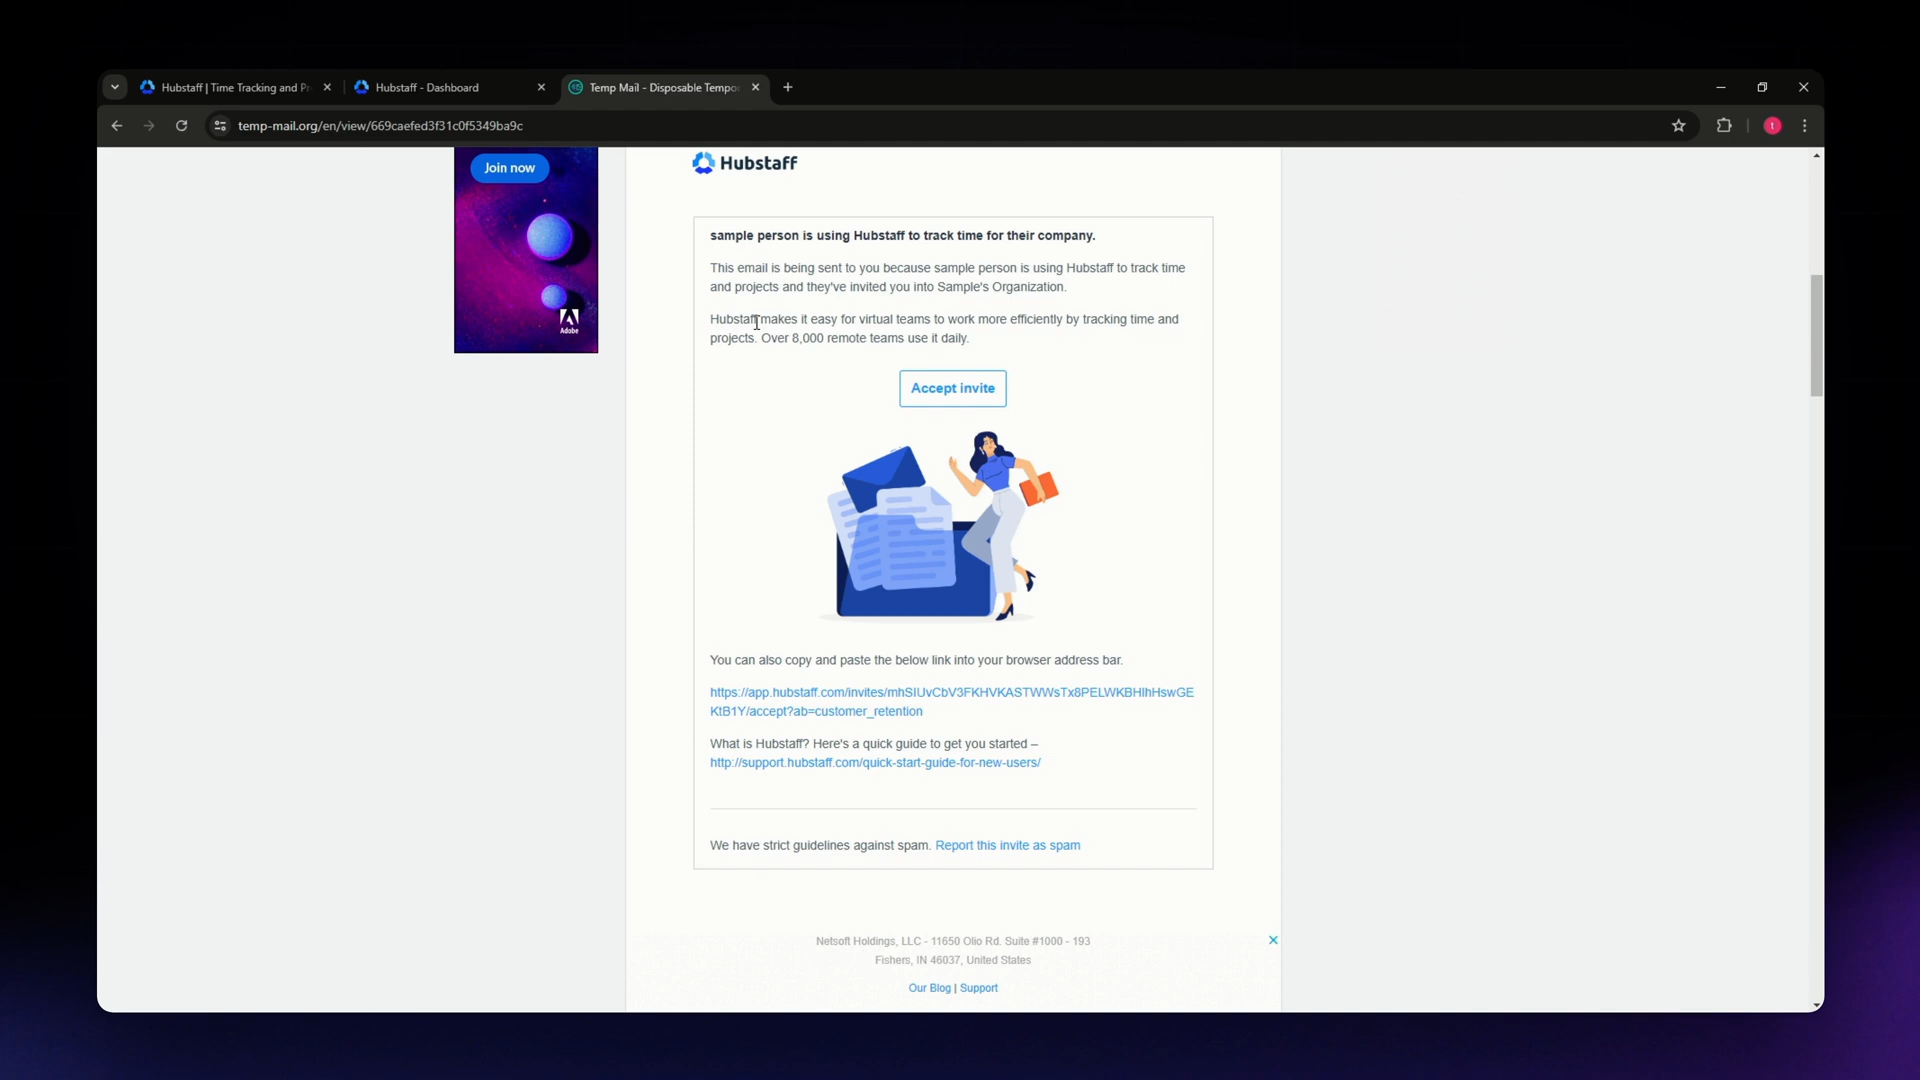 Hubstaff | Time Tracking and Pr
Hubstaff - Dashboard
Temp Mail - Disposable Tempo
temp-mail.org/en/view/669caefed3f31c0f5349ba9c
t
Join now
Adobe
Hubstaff
sample person is using Hubstaff to track time for their company.
This email is being sent to you because sample person is using Hubstaff to track time
and projects and they've invited you into Sample's Organization.
Hubstaff makes it easy for virtual teams to work more efficiently by tracking time and
projects. Over 8,000 remote teams use it daily.
Accept invite
You can also copy and paste the below link into your browser address bar.
https://app.hubstaff.com/invites/mhSIUvCbV3FKHVKASTWWsTx8PELWKBHlhHswGE
KtB1Y/accept?ab=customer_retention
What is Hubstaff? Here's a quick guide to get you started –
http://support.hubstaff.com/quick-start-guide-for-new-users/
We have strict guidelines against spam. Report this invite as spam
Netsoft Holdings, LLC - 11650 Olio Rd. Suite #1000 - 193
Fishers, IN 46037, United States
Our Blog | Support